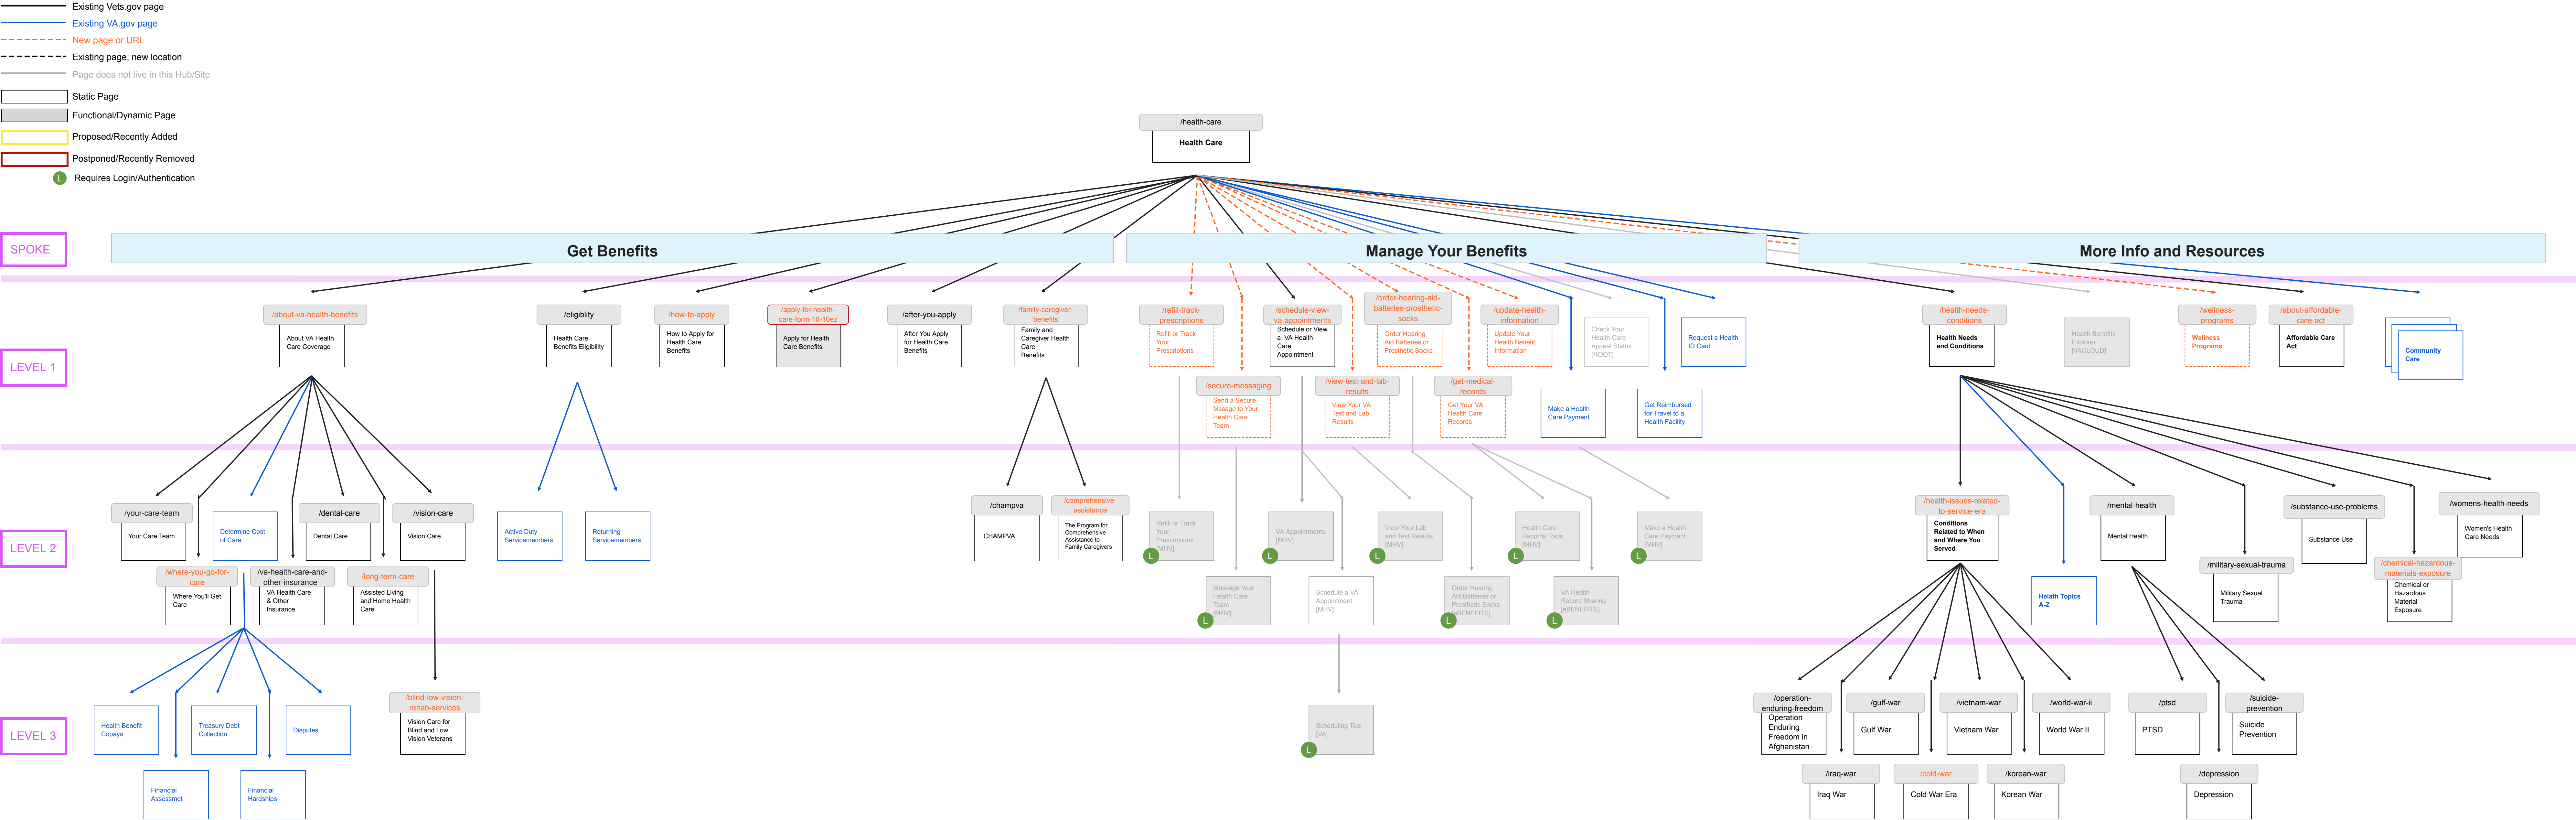 Existing Vets.gov page
Existing VA.gov page
New page or URL
Existing page, new location
Page does not live in this Hub/Site
Static Page
Functional/Dynamic Page
Proposed/Recently Added
Postponed/Recently Removed
L Requires Login/Authentication
/health-care
Health Care
SPOKE
Get Benefits
Manage Your Benefits
More Info and Resources
LEVEL 1
/about-va-health-benefits
About VA Health
Care Coverage
/eligiblity
Health Care
Benefits Eligibility
/how-to-apply
How to Apply for
Health Care
Benefits
/apply-for-health-
care-form-10-10ez
Apply for Health
Care Benefits
/after-you-apply
After You Apply
for Health Care
Benefits
/family-caregiver-
benefits
Family and
Caregiver Health
Care
Benefits
/refill-track-
prescriptions
Refill or Track
Your
Prescriptions
/secure-messaging
Send a Secure
Mssage to Your
Health Care
Team
/schedule-view-
va-appointments
Schedule or View
a VA Health
Care
Appointment
/view-test-and-lab-
results
View Your VA
Test and Lab
Results
/order-hearing-aid-
batteries-prosthetic-
socks
Order Hearing
Aid Batteries or
Prosthetic Socks
/get-medical-
records
Get Your VA
Health Care
Records
/update-health-
information
Update Your
Health Benefit
Information
Make a Health
Care Payment
Check Your
Health Care
Appeal Status
[ROOT]
Get Reimbursed
for Travel to a
Health Facility
Request a Health
ID Card
/health-needs-
conditions
Health Needs
and Conditions
Health Benefits
Explorer
[VACLOUD]
/wellness-
programs
Wellness
Programs
/about-affordable-
care-act
Affordable Care
Act
Community
Care
LEVEL 2
/your-care-team
Your Care Team
/where-you-go-for-
care
Where You'll Get
Care
Determine Cost
of Care
/va-health-care-and-
other-insurance
VA Health Care
& Other
Insurance
/dental-care
Dental Care
/long-term-care
Assisted Living
and Home Health
Care
/vision-care
Vision Care
Active Duty
Servicemembers
Returning
Servicemembers
/champva
CHAMPVA
/comprehensive-
assistance
The Program for
Comprehensive
Assistance to
Family Caregivers
Refill or Track
Your
Prescriptions
[MHV]
L
Message Your
Health Care
Team
[MHV]
L
VA Appointments
[MHV]
L
Schedule a VA
Appointment
[MHV]
View Your Lab
and Test Results
[MHV]
L
Order Hearing
Aid Batteries or
Presthetic Socks
[eBENEFITS]
L
Health Care
Records Tools
[MHV]
L
VA Health
Record Sharing
[eBENEFITS]
L
Make a Health
Care Payment
[MHV]
L
/health-issues-related-
to-service-era
Conditions
Related to When
and Where You
Served
Helath Topics
A-Z
/mental-health
Mental Health
/military-sexual-trauma
Military Sexual
Trauma
/substance-use-problems
Substance Use
/chemical-hazardous-
materials-exposure
Chemical or
Hazardous
Material
Exposure
/womens-health-needs
Women's Health
Care Needs
LEVEL 3
Health Benefit
Copays
Financial
Assessmet
Treasury Debt
Collection
Financial
Hardships
Disputes
/blind-low-vision-
rehab-services
Vision Care for
Blind and Low
Vision Veterans
Scheduling Tool
[VA]
L
/operation-
enduring-freedom
Operation
Enduring
Freedom in
Afghanistan
/iraq-war
Iraq War
/gulf-war
Gulf War
/cold-war
Cold War Era
/vietnam-war
Vietnam War
/korean-war
Korean War
/world-war-ii
World War II
/ptsd
PTSD
/depression
Depression
/suicide-
prevention
Suicide
Prevention